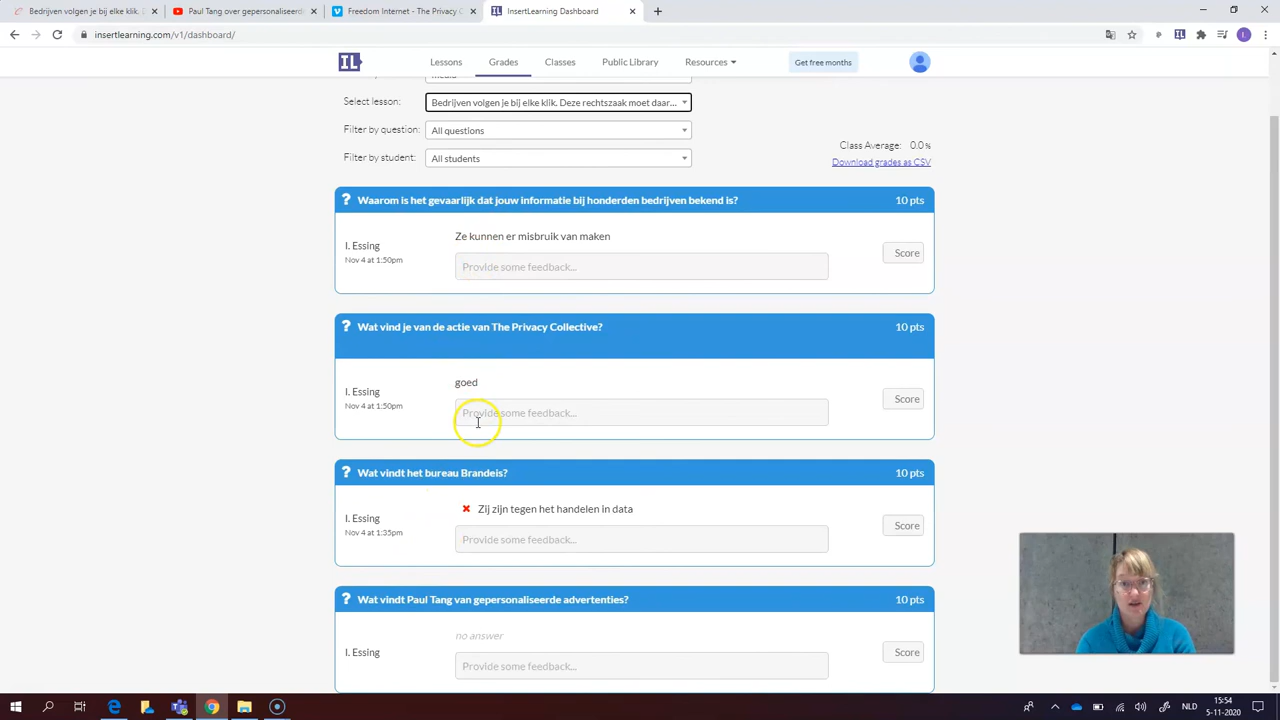 Bedrijven volgen je bij elke klik. D
Paul Tang over gepersonaliseerde
Freedom Internet - The Privacy C
InsertLearning Dashboard
insertlearning.com/v1/dashboard/
IL
Lessons
Grades
Classes
Public Library
Resources
Get free months
Select lesson:
Bedrijven volgen je bij elke klik. Deze rechtszaak moet daar...
Filter by question:
All questions
Filter by student:
All students
Class Average: 0.0 %
Download grades as CSV
? Waarom is het gevaarlijk dat jouw informatie bij honderden bedrijven bekend is? 10 pts
I. Essing
Nov 4 at 1:50pm
Ze kunnen er misbruik van maken
Provide some feedback...
Score
? Wat vind je van de actie van The Privacy Collective? 10 pts
I. Essing
Nov 4 at 1:50pm
goed
Provide some feedback...
Score
? Wat vindt het bureau Brandeis? 10 pts
I. Essing
Nov 4 at 1:35pm
Zij zijn tegen het handelen in data
Provide some feedback...
Score
? Wat vindt Paul Tang van gepersonaliseerde advertenties? 10 pts
I. Essing
no answer
Provide some feedback...
Score
NLD
15:54
5-11-2020